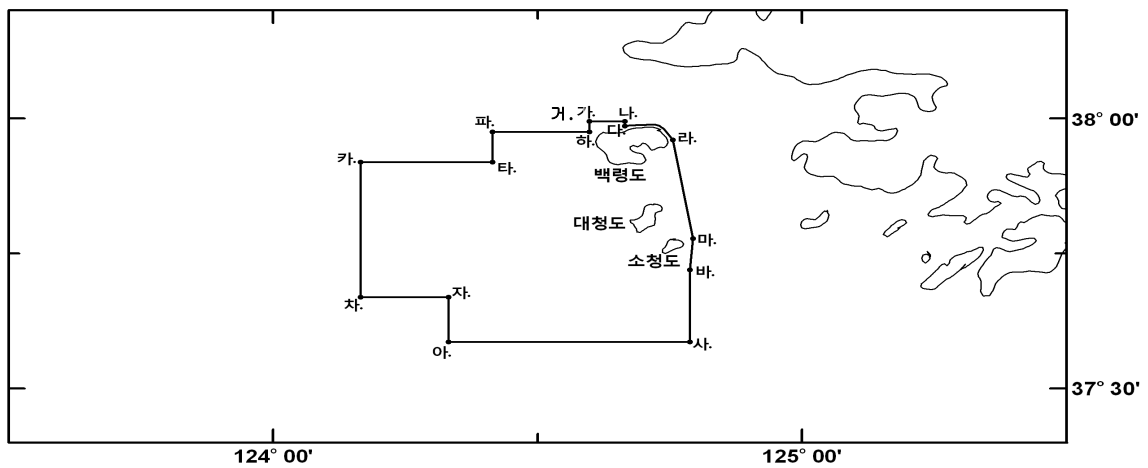 거. 가. 나.
파. 하. 다. 라.
카. 타.
백령도
대청도
마.
소청도
바.
차. 자.
아. 사.
38° 00'
37° 30'
124° 00' 125° 00'